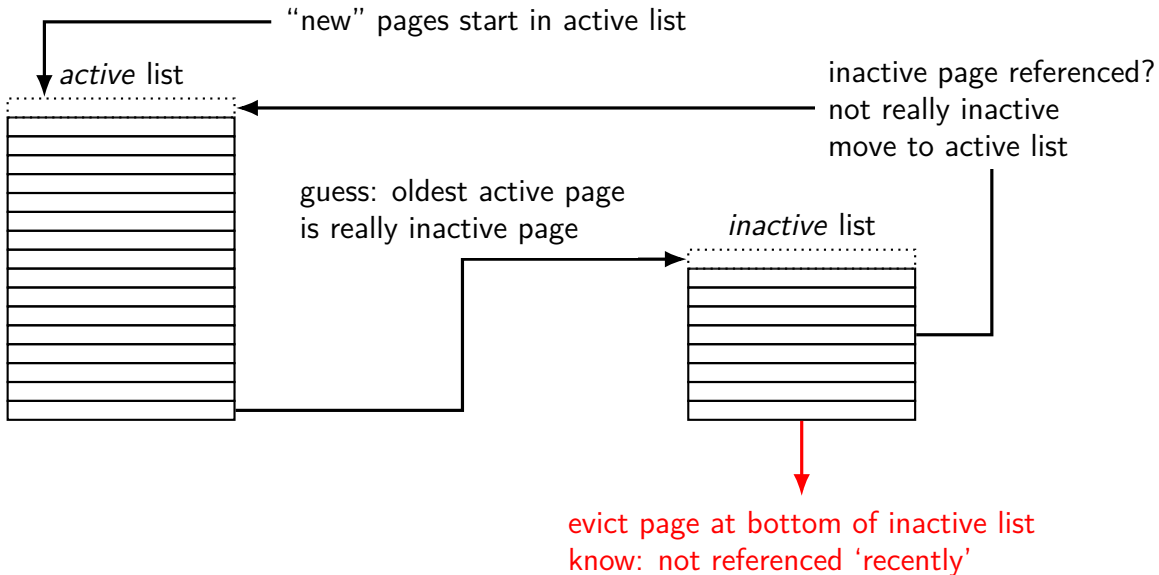 “new” pages start in active list
active list
inactive page referenced?
not really inactive
move to active list
guess: oldest active page
is really inactive page
inactive list
evict page at bottom of inactive list
know: not referenced ‘recently’